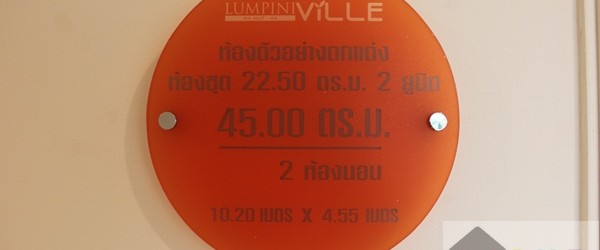 LUMPINI VILLE
ห้องตัวอย่างตกแต่ง
ห้องชุด 22.50 ตร.ม. 2 ยูนิต
45.00 ตร.ม.
2 ห้องนอน
10.20 เมตร X 4.55 เมตร